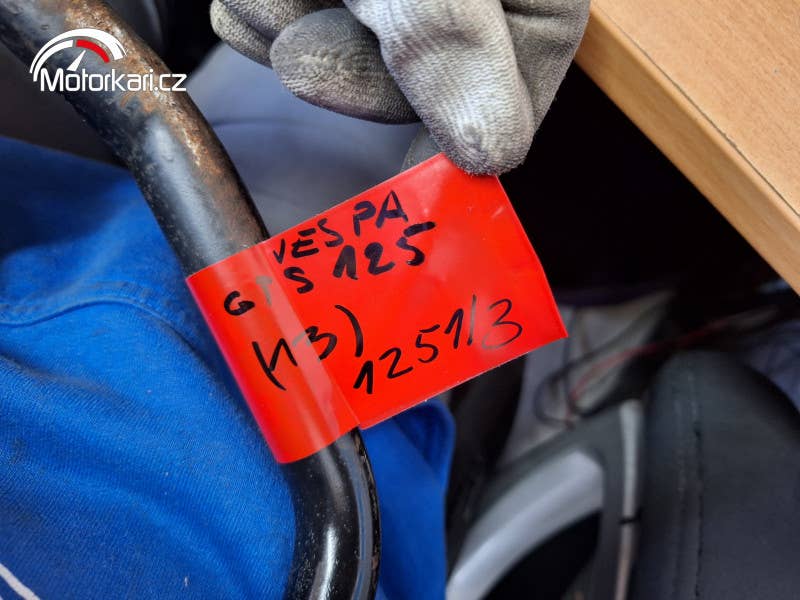 Motorkari.cz
VESPA
GTS 125
(13)
1251/3